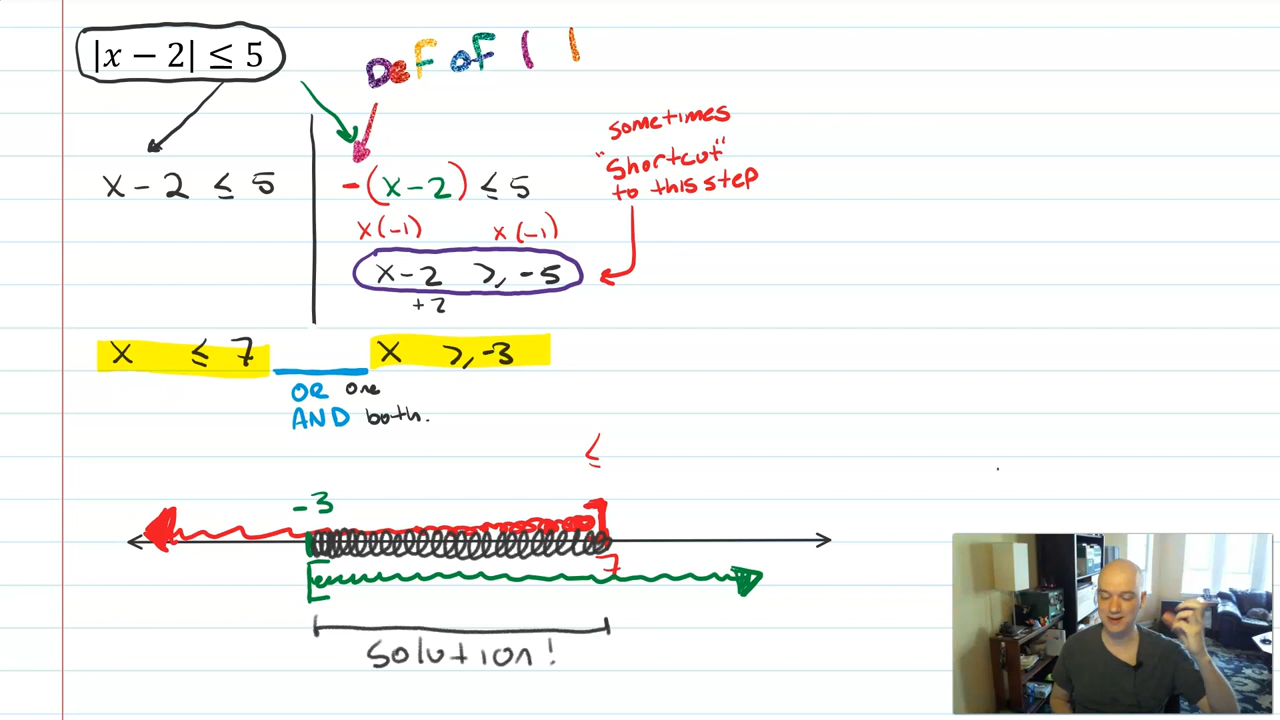 |x − 2| ≤ 5
DeF oF | |
sometimes
"shortcut"
to this step
x - 2 ≤ 5
-(x-2) ≤ 5
x(-1) x(-1)
x-2 ≥ -5
+2
x ≤ 7
x ≥ -3
OR one
AND both.
≤
-3
7
solution!